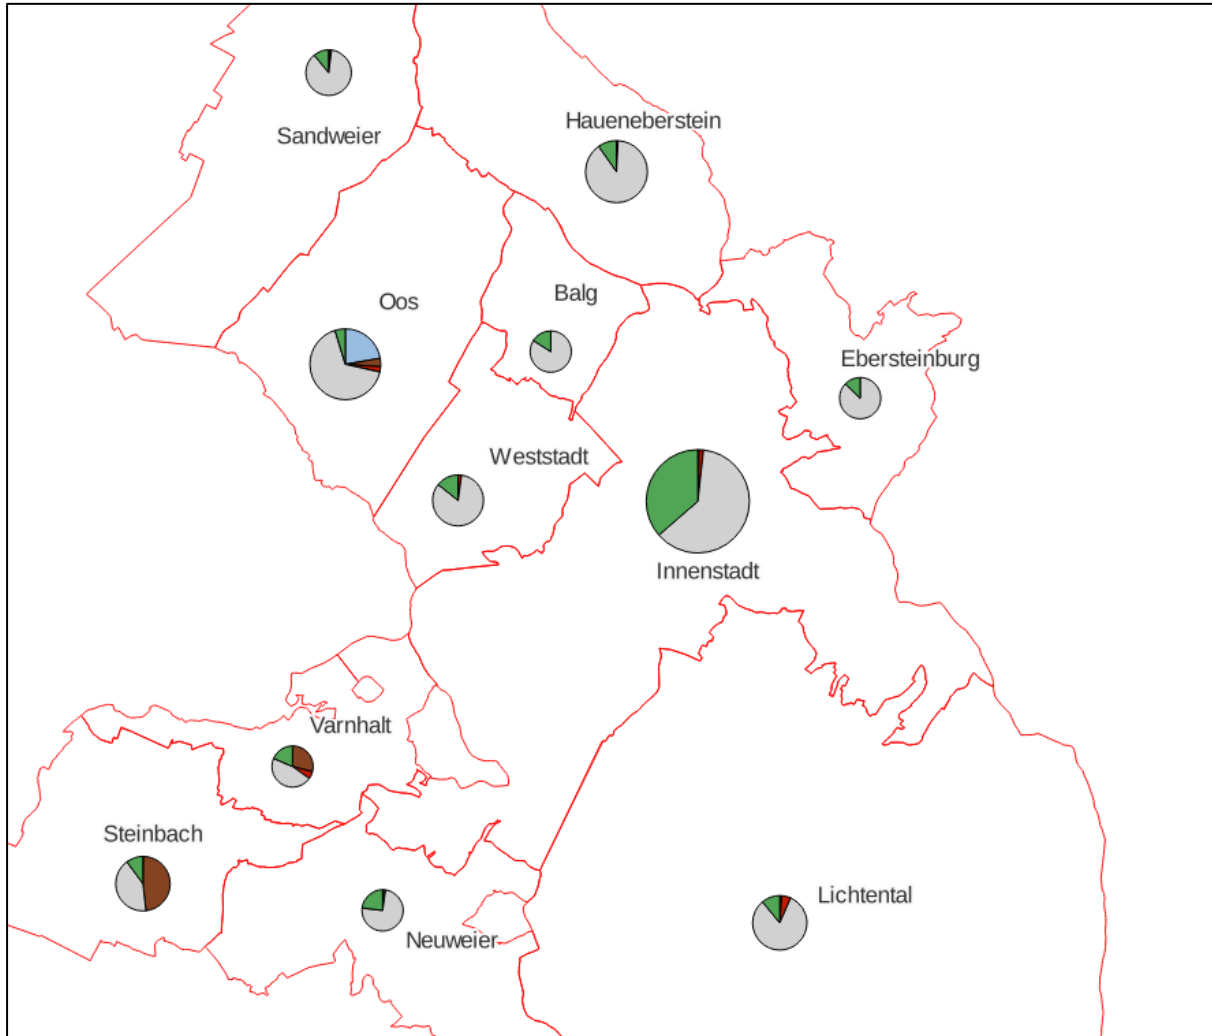 Haueneberstein
Sandweier
Balg
Oos
Ebersteinburg
Weststadt
Innenstadt
Varnhalt
Steinbach
Lichtental
Neuweier